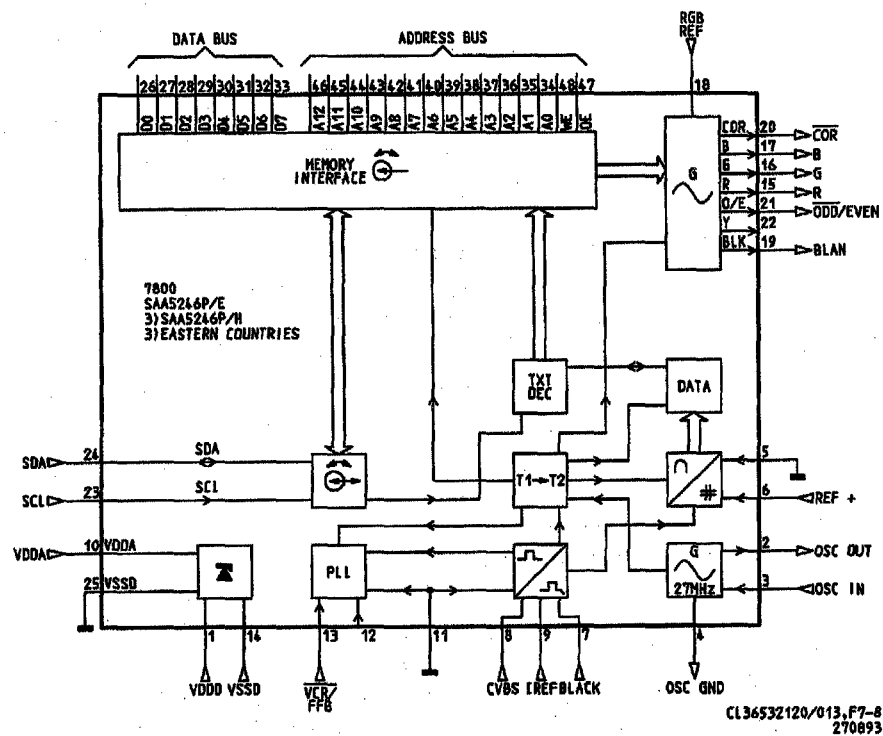 RGB
REF
DATA BUS
ADDRESS BUS
26 27 28 29 30 31 32 33
46 45 44 43 42 41 40 39 38 37 36 35 34 48 47
18
D0 D1 D2 D3 D4 D5 D6 D7
A12 A11 A10 A9 A8 A7 A6 A5 A4 A3 A2 A1 A0 WE OE
MEMORY
INTERFACE
G
COR 20 COR
B 17 B
G 16 G
R 15 R
O/E 21 ODD/EVEN
Y 22
BLK 19 BLAN
7800
SAA5246P/E
3)SAA5246P/H
3)EASTERN COUNTRIES
TXT
DEC
DATA
SDA 24 SDA
SCL 23 SCL
T1→T2
5
6 REF +
VDDA 10 VDDA
25 VSSD
PLL
G
27MHz
2 OSC OUT
3 OSC IN
1 14 13 12 11 8 9 7 4
VDDD VSSD
VCR/
FFB
CVBS IREF BLACK
OSC GND
CL36532120/013,F7-8
270893